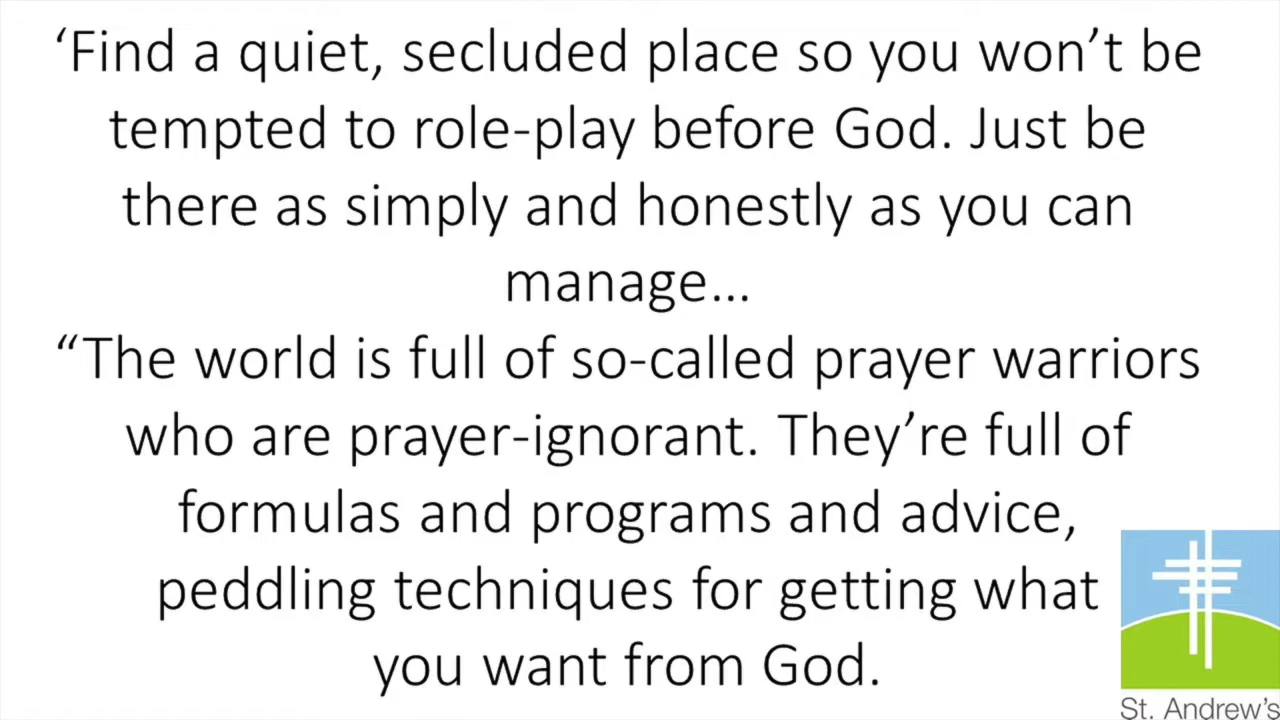 ‘Find a quiet, secluded place so you won’t be
tempted to role-play before God. Just be
there as simply and honestly as you can
manage…
“The world is full of so-called prayer warriors
who are prayer-ignorant. They’re full of
formulas and programs and advice,
peddling techniques for getting what
you want from God.
St. Andrew’s